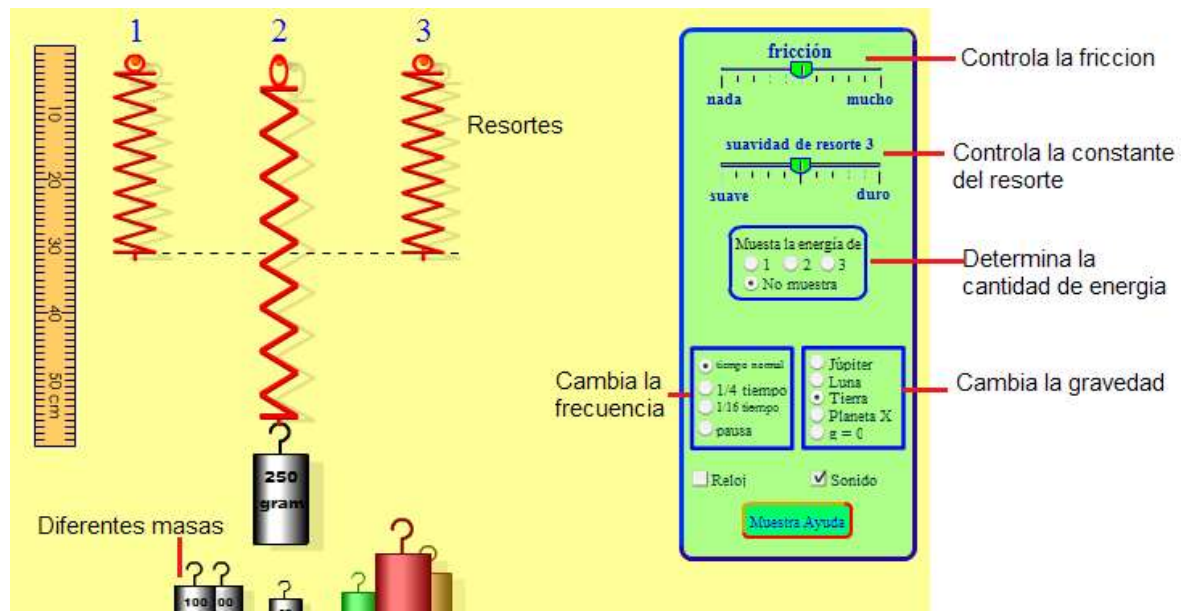 1 2 3
fricción
nada mucho
Controla la friccion
Resortes
suavidad de resorte 3
suave duro
Controla la constante
del resorte
10
20
30
40
50 cm
Muesta la energía de
1 2 3
No muestra
Determina la
cantidad de energia
Cambia la
frecuencia
tiempo normal
1/4 tiempo
1/16 tiempo
pausa
Júpiter
Luna
Tierra
Planeta X
g = 0
Cambia la gravedad
Reloj Sonido
Muestra Ayuda
250
gram
Diferentes masas
100 00